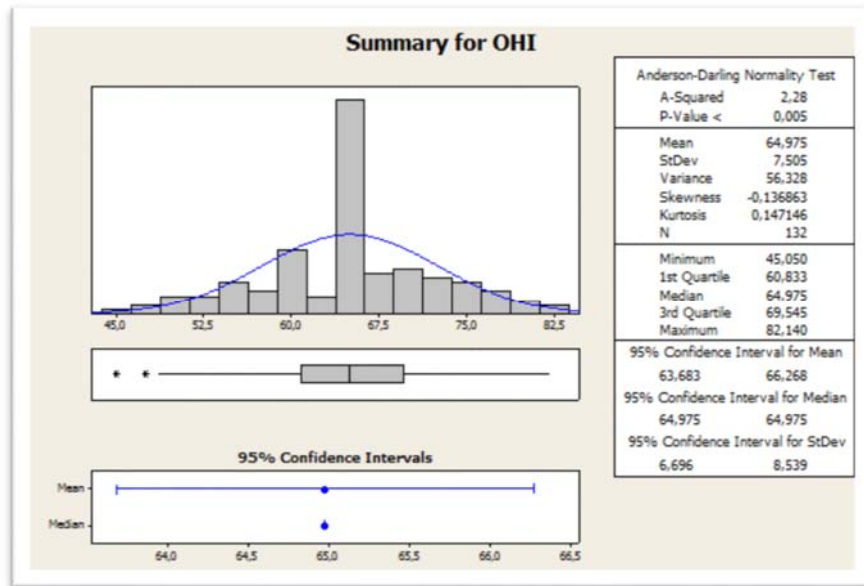 Summary for OHI
45,0 52,5 60,0 67,5 75,0 82,5
95% Confidence Intervals
Mean
Median
64,0 64,5 65,0 65,5 66,0 66,5
Anderson-Darling Normality Test
A-Squared 2,28
P-Value < 0,005
Mean 64,975
StDev 7,505
Variance 56,328
Skewness -0,136863
Kurtosis 0,147146
N 132
Minimum 45,050
1st Quartile 60,833
Median 64,975
3rd Quartile 69,545
Maximum 82,140
95% Confidence Interval for Mean
63,683 66,268
95% Confidence Interval for Median
64,975 64,975
95% Confidence Interval for StDev
6,696 8,539